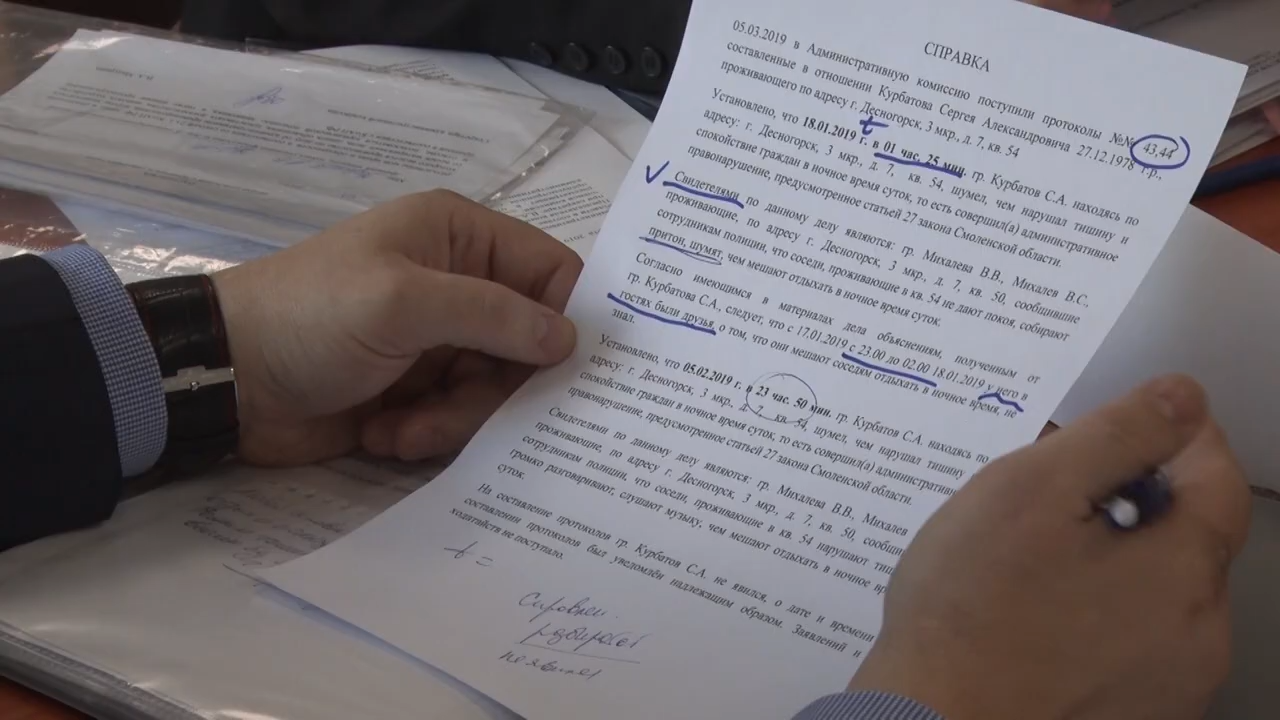 СПРАВКА
05.03.2019 в Административную комиссию поступили протоколы №№ 43,44
составленные в отношении Курбатова Сергея Александровича 27.12.1978 г.р.,
проживающего по адресу г. Десногорск, 3 мкр., д. 7, кв. 54
Установлено, что 18.01.2019 г. в 01 час. 25 мин. гр. Курбатов С.А. находясь по
адресу: г. Десногорск, 3 мкр., д. 7, кв. 54, шумел, чем нарушал тишину и
спокойствие граждан в ночное время суток, то есть совершил(а) административное
правонарушение, предусмотренное статьей 27 закона Смоленской области.
Свидетелями по данному делу являются: гр. Михалева В.В., Михалев В.С.,
проживающие, по адресу г. Десногорск, 3 мкр., д. 7, кв. 50, сообщившие
сотрудникам полиции, что соседи, проживающие в кв. 54 не дают покоя, собирают
притон, шумят, чем мешают отдыхать в ночное время суток.
Согласно имеющимся в материалах дела объяснениям, полученным от
гр. Курбатова С.А., следует, что с 17.01.2019 с 23.00 до 02.00 18.01.2019 у него в
гостях были друзья, о том, что они мешают соседям отдыхать в ночное время, не
знал.
Установлено, что 05.02.2019 г. в 23 час. 50 мин. гр. Курбатов С.А. находясь по
адресу: г. Десногорск, 3 мкр., д. 7, кв. 54, шумел, чем нарушал тишину
спокойствие граждан в ночное время суток, то есть совершил(а) административн
правонарушение, предусмотренное статьей 27 закона Смоленской области.
Свидетелями по данному делу являются: гр. Михалева В.В., Михалев
проживающие, по адресу г. Десногорск, 3 мкр., д. 7, кв. 50, сообщи
сотрудникам полиции, что соседи, проживающие в кв. 54 нарушают тиш
громко разговаривают, слушают музыку, чем мешают отдыхать в ночное вр
суток.
На составление протоколов гр. Курбатов С.А. не явился, о дате и времени
составлении протоколов был уведомлён надлежащим образом. Заявлений и
ходатайств не поступало.